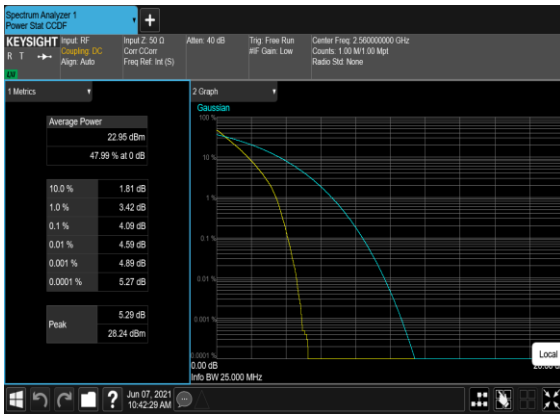 Spectrum Analyzer 1
Power Stat CCDF
+
KEYSIGHT
R T
Input: RF
Coupling: DC
Align: Auto
Input Z: 50 Ω
Corr CCorr
Freq Ref: Int (S)
Atten: 40 dB
Trig: Free Run
#IF Gain: Low
Center Freq: 2.560000000 GHz
Counts: 1.00 M/1.00 Mpt
Radio Std: None
1 Metrics
Average Power
22.95 dBm
47.99 % at 0 dB
10.0 % 1.81 dB
1.0 % 3.42 dB
0.1 % 4.09 dB
0.01 % 4.59 dB
0.001 % 4.89 dB
0.0001 % 5.27 dB
Peak
5.29 dB
28.24 dBm
2 Graph
Gaussian
100 %
10 %
1 %
0.1 %
0.01 %
0.001 %
0.0001 %
0.00 dB
Info BW 25.000 MHz
Local
Jun 07, 2021
10:42:29 AM
?